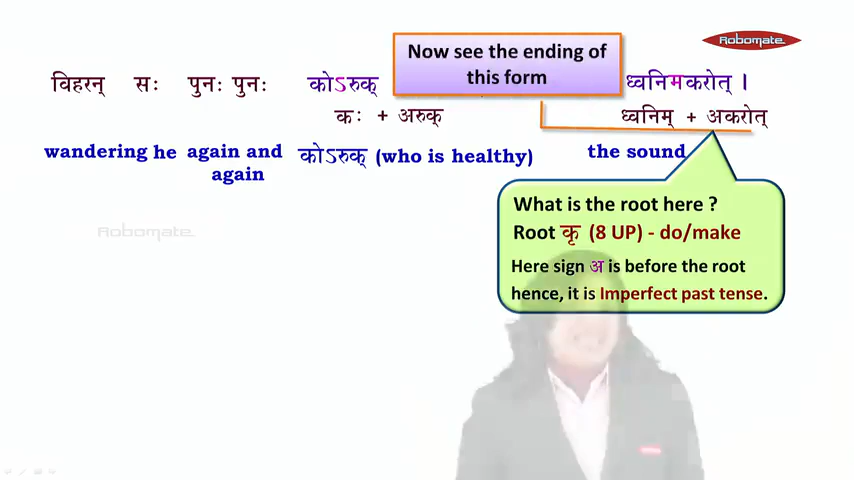 Now see the ending of
this form
Robomate
विहरन् सः पुनः पुनः कोऽरुक् ध्वनिमकरोत् ।
कः + अरुक् ध्वनिम् + अकरोत्
wandering he again and again कोऽरुक् (who is healthy) the sound
What is the root here ?
Root कृ (8 UP) - do/make
Here sign अ is before the root
hence, it is Imperfect past tense.
Robomate